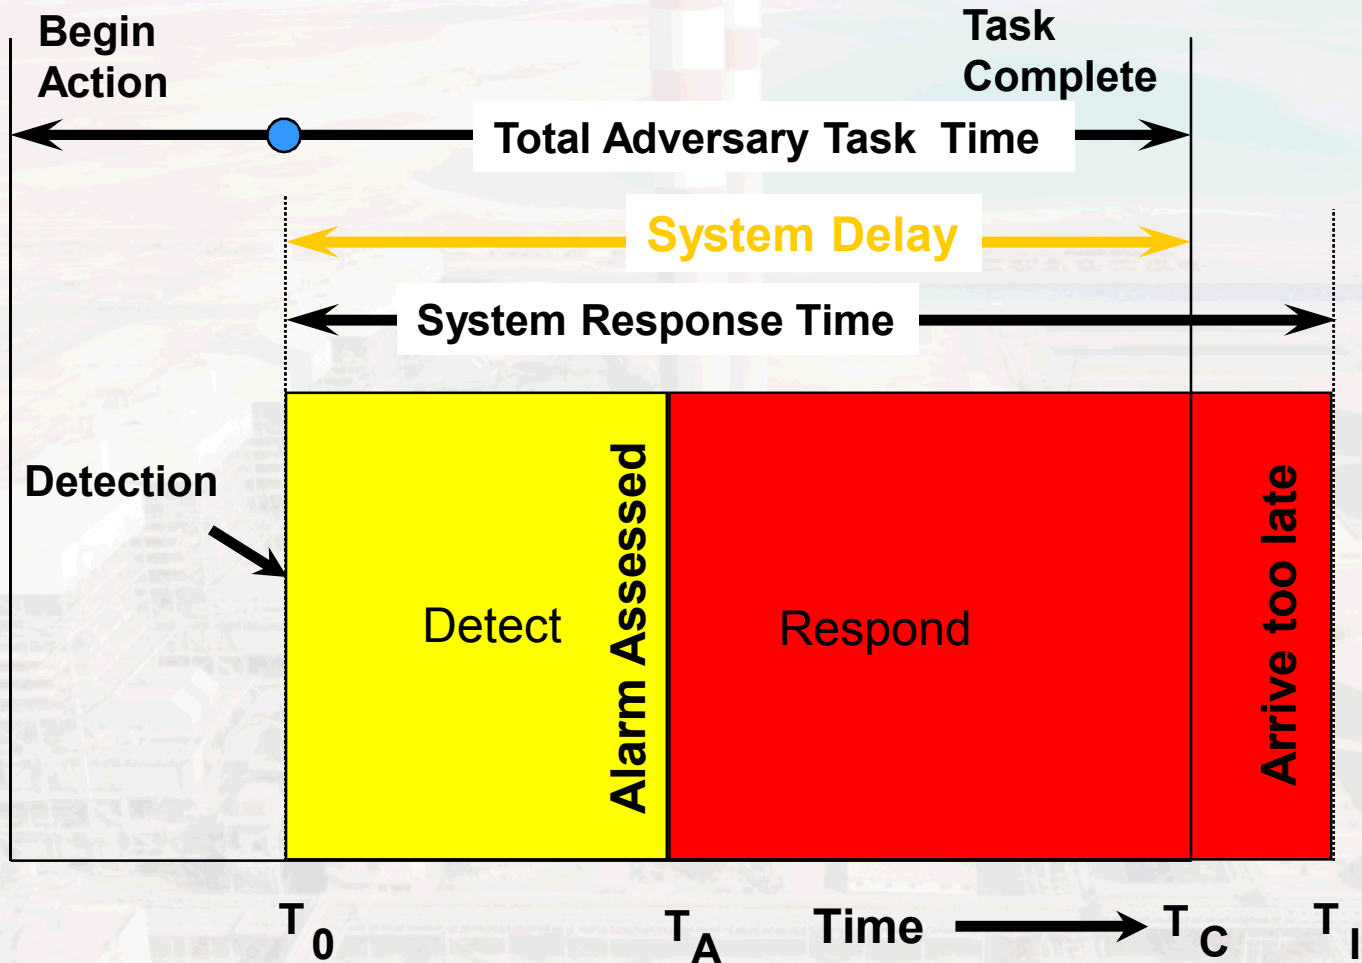 Begin
Action
Task
Complete
Total Adversary Task Time
System Delay
System Response Time
Detection
Detect
Alarm Assessed
Respond
Arrive too late
T0
TA
Time
TC
TI